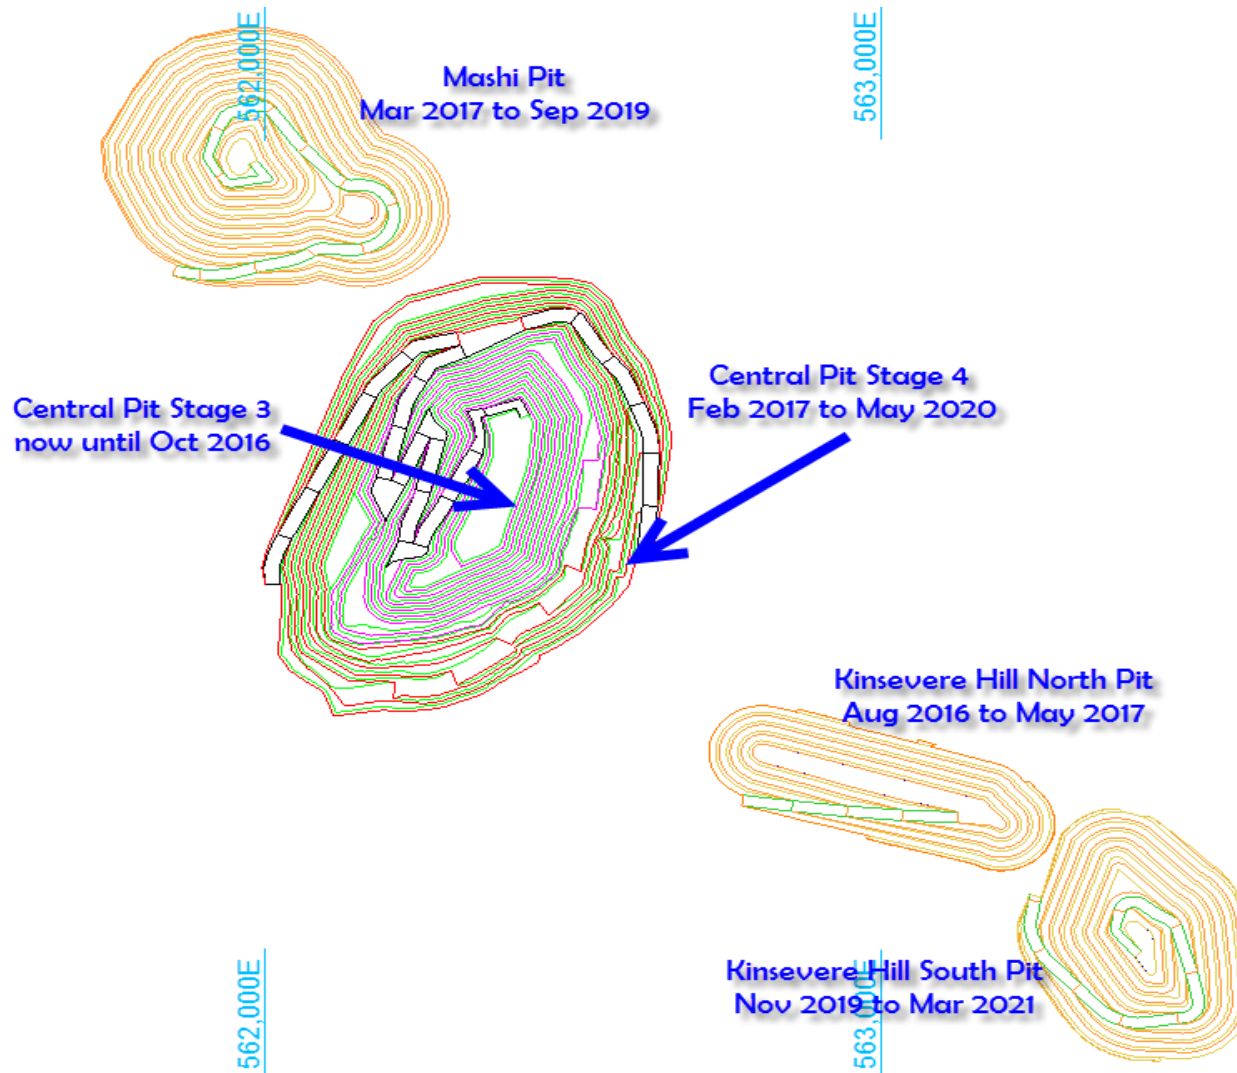 562,000E
563,000E
Mashi Pit
Mar 2017 to Sep 2019
Central Pit Stage 3
now until Oct 2016
Central Pit Stage 4
Feb 2017 to May 2020
Kinsevere Hill North Pit
Aug 2016 to May 2017
Kinsevere Hill South Pit
Nov 2019 to Mar 2021
562,000E
563,000E